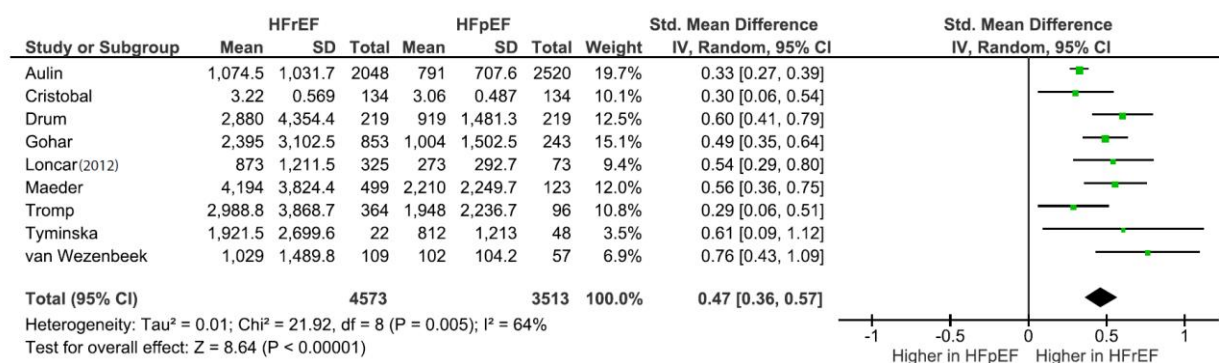 HFrEF HFpEF Std. Mean Difference Std. Mean Difference
Study or Subgroup Mean SD Total Mean SD Total Weight IV, Random, 95% CI IV, Random, 95% CI
Aulin 1,074.5 1,031.7 2048 791 707.6 2520 19.7% 0.33 [0.27, 0.39]
Cristobal 3.22 0.569 134 3.06 0.487 134 10.1% 0.30 [0.06, 0.54]
Drum 2,880 4,354.4 219 919 1,481.3 219 12.5% 0.60 [0.41, 0.79]
Gohar 2,395 3,102.5 853 1,004 1,502.5 243 15.1% 0.49 [0.35, 0.64]
Loncar(2012) 873 1,211.5 325 273 292.7 73 9.4% 0.54 [0.29, 0.80]
Maeder 4,194 3,824.4 499 2,210 2,249.7 123 12.0% 0.56 [0.36, 0.75]
Tromp 2,988.8 3,868.7 364 1,948 2,236.7 96 10.8% 0.29 [0.06, 0.51]
Tyminska 1,921.5 2,699.6 22 812 1,213 48 3.5% 0.61 [0.09, 1.12]
van Wezenbeek 1,029 1,489.8 109 102 104.2 57 6.9% 0.76 [0.43, 1.09]
Total (95% CI) 4573 3513 100.0% 0.47 [0.36, 0.57]
Heterogeneity: Tau² = 0.01; Chi² = 21.92, df = 8 (P = 0.005); I² = 64%
Test for overall effect: Z = 8.64 (P < 0.00001)
-1 -0.5 0 0.5 1
Higher in HFpEF Higher in HFrEF